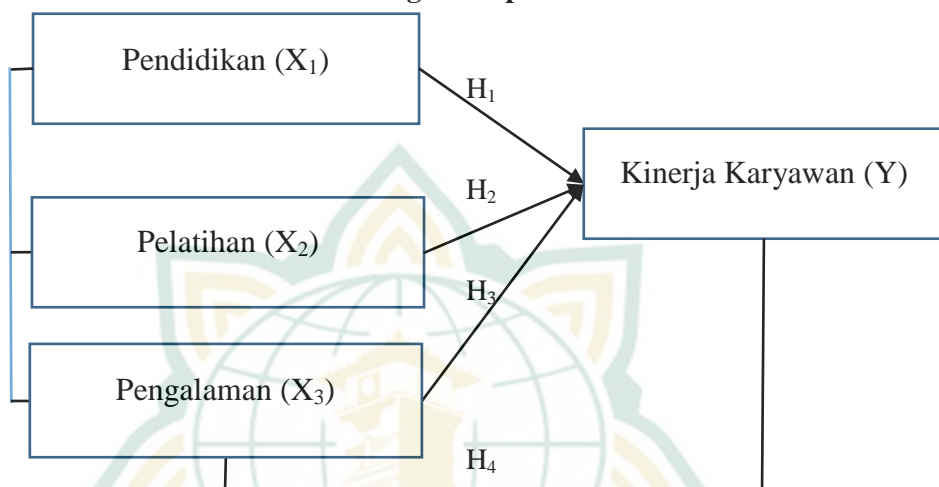 Pendidikan (X₁)
H₁
Kinerja Karyawan (Y)
H₂
Pelatihan (X₂)
H₃
Pengalaman (X₃)
H₄